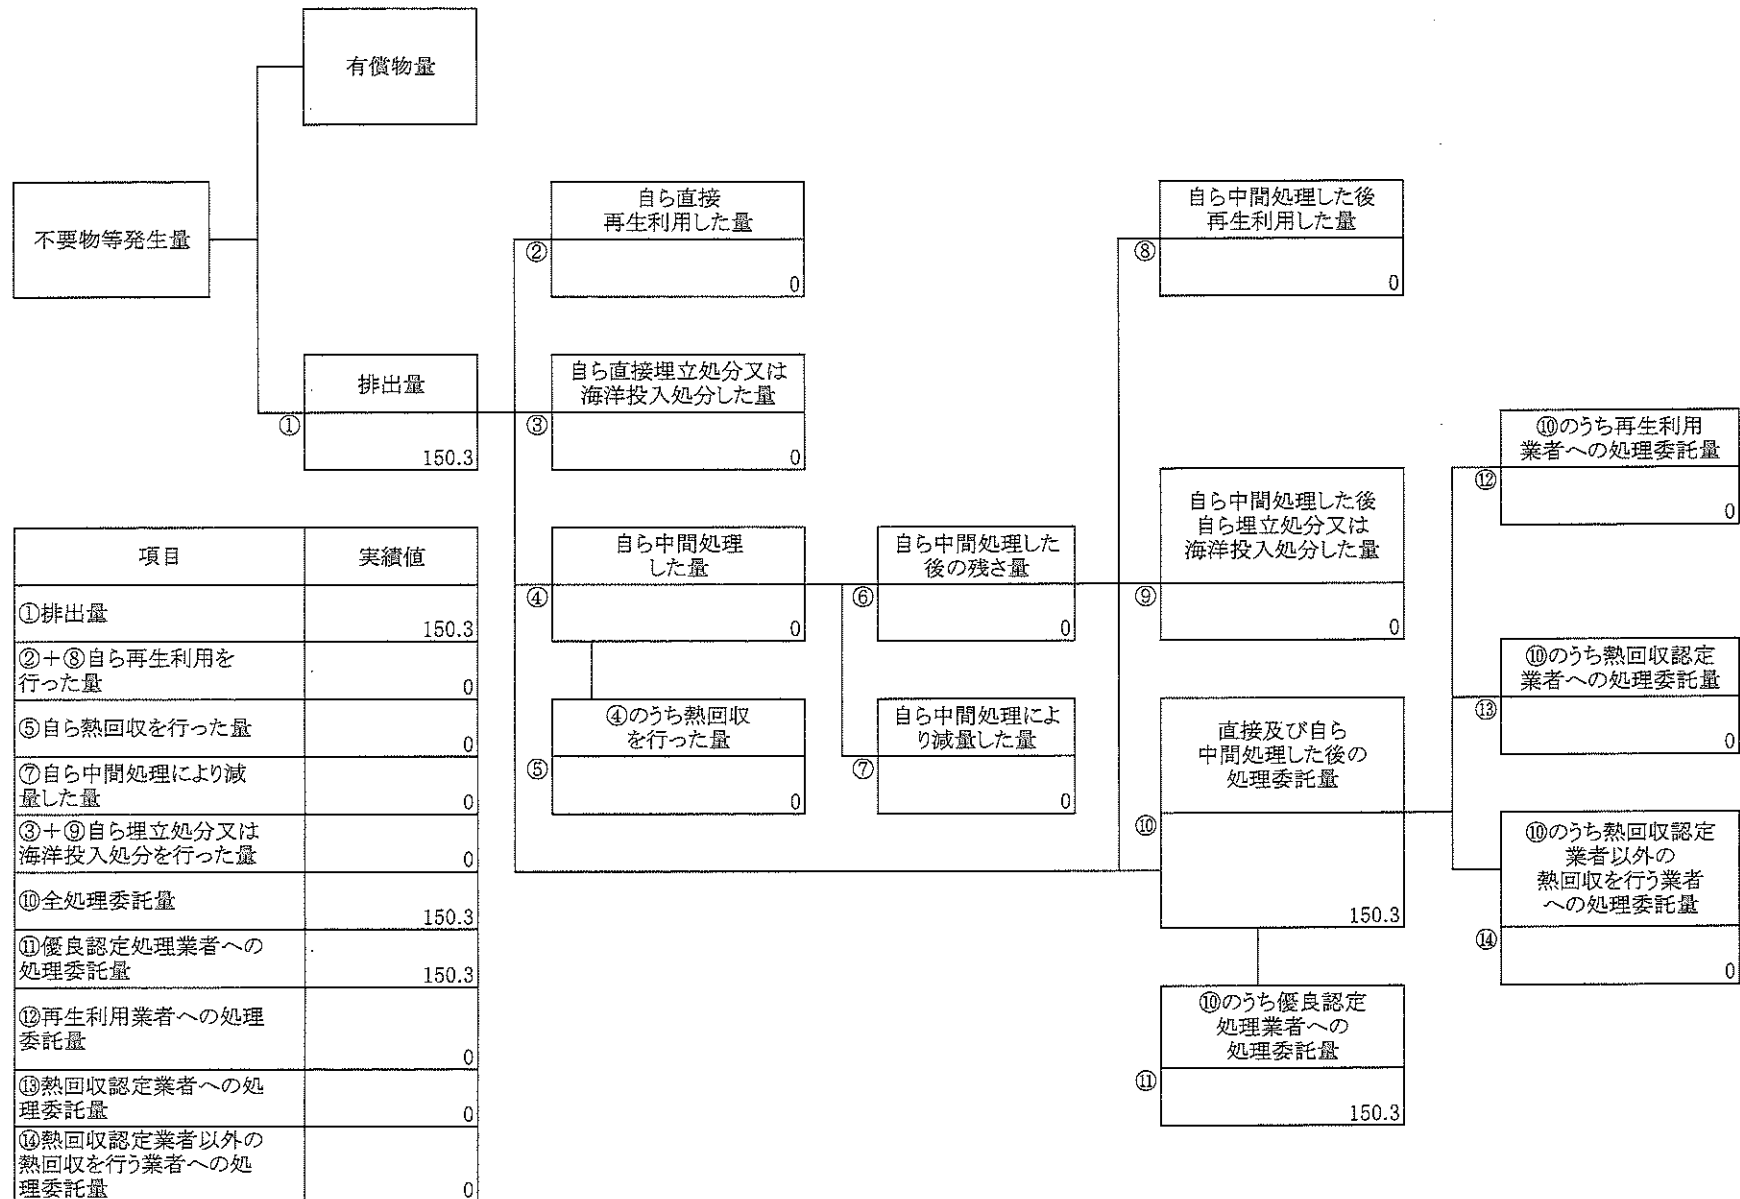 有償物量
不要物等発生量
排出量
①
150.3
自ら直接
再生利用した量
②
0
自ら直接埋立処分又は
海洋投入処分した量
③
0
自ら中間処理
した量
④
0
④のうち熱回収
を行った量
⑤
0
自ら中間処理した
後の残さ量
⑥
0
自ら中間処理によ
り減量した量
⑦
0
自ら中間処理した後
再生利用した量
⑧
0
自ら中間処理した後
自ら埋立処分又は
海洋投入処分した量
⑨
0
直接及び自ら
中間処理した後の
処理委託量
⑩
150.3
⑩のうち優良認定
処理業者への
処理委託量
⑪
150.3
⑩のうち再生利用
業者への処理委託量
⑫
0
⑩のうち熱回収認定
業者への処理委託量
⑬
0
⑩のうち熱回収認定
業者以外の
熱回収を行う業者
への処理委託量
⑭
0
項目 実績値
①排出量
150.3
②+⑧自ら再生利用を
行った量
0
⑤自ら熱回収を行った量
0
⑦自ら中間処理により減
量した量
0
③+⑨自ら埋立処分又は
海洋投入処分を行った量
0
⑩全処理委託量
150.3
⑪優良認定処理業者への
処理委託量
150.3
⑫再生利用業者への処理
委託量
0
⑬熱回収認定業者への処
理委託量
0
⑭熱回収認定業者以外の
熱回収を行う業者への処
理委託量
0